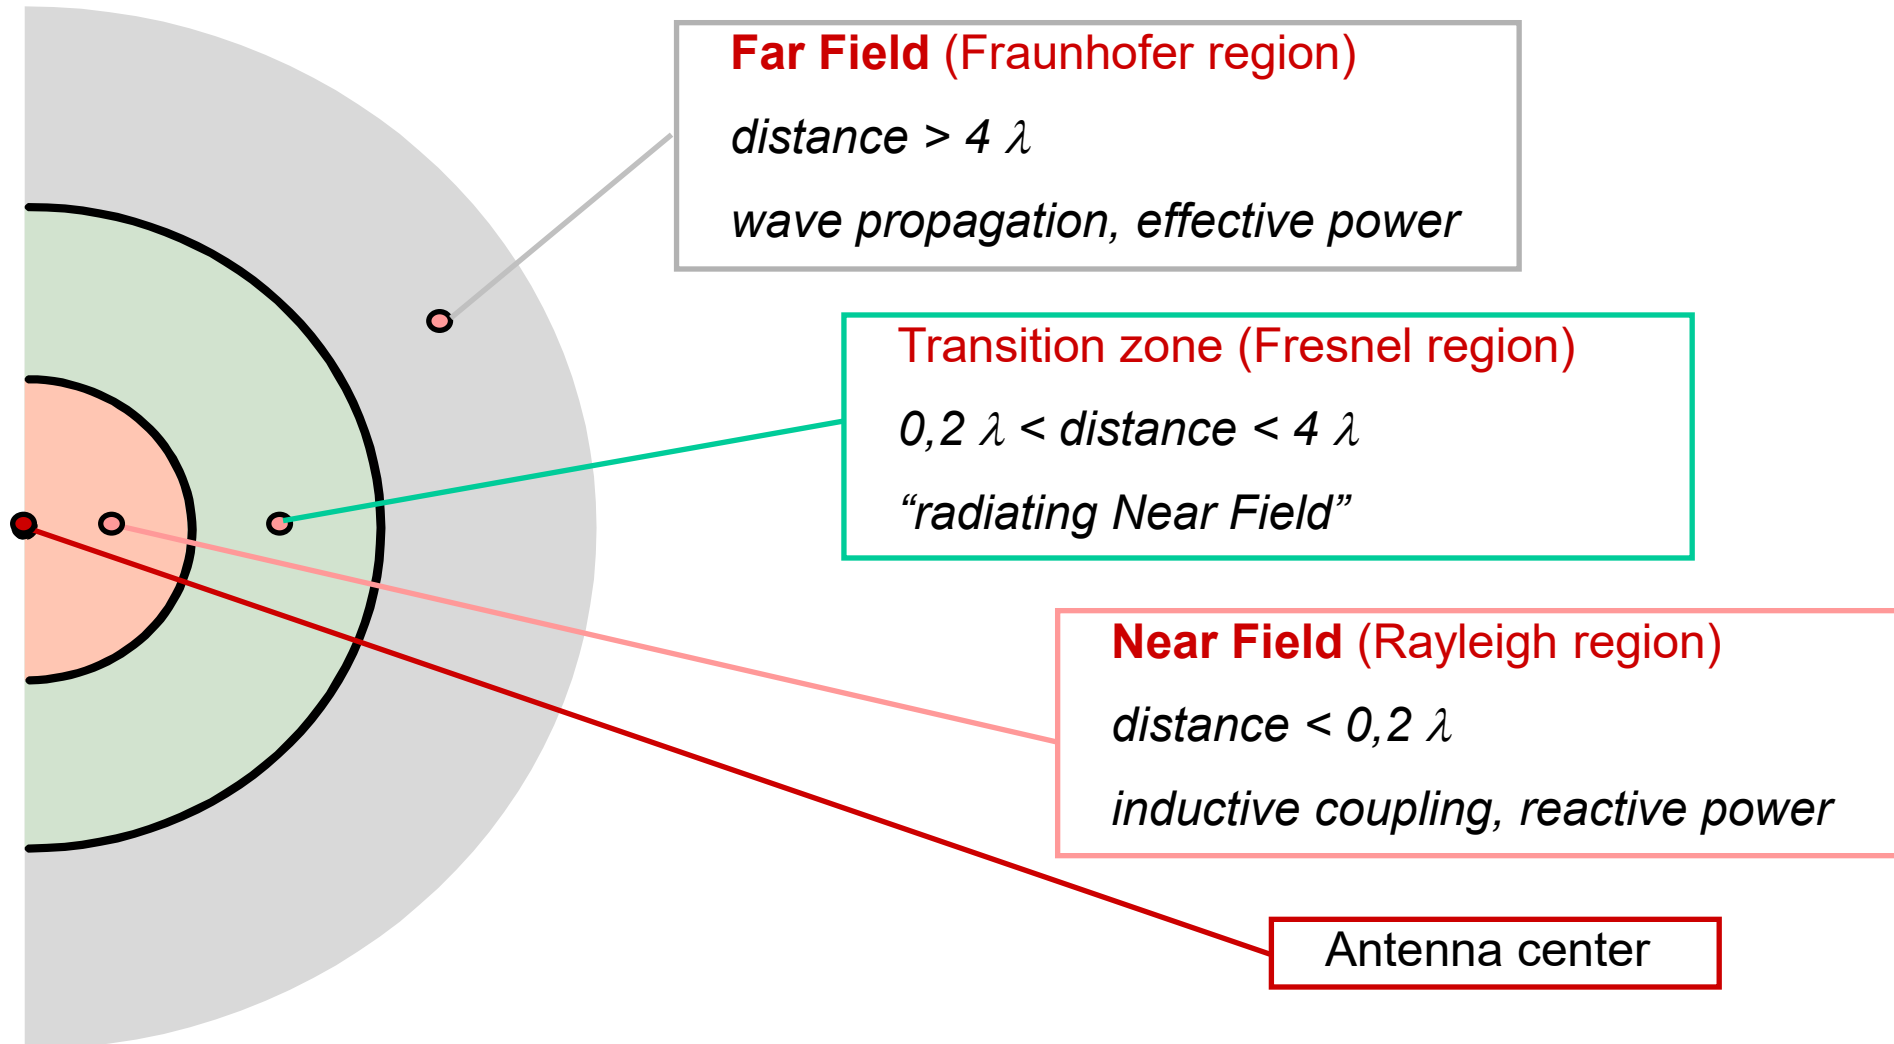 Far Field (Fraunhofer region)
distance > 4 λ
wave propagation, effective power
Transition zone (Fresnel region)
0,2 λ < distance < 4 λ
“radiating Near Field”
Near Field (Rayleigh region)
distance < 0,2 λ
inductive coupling, reactive power
Antenna center